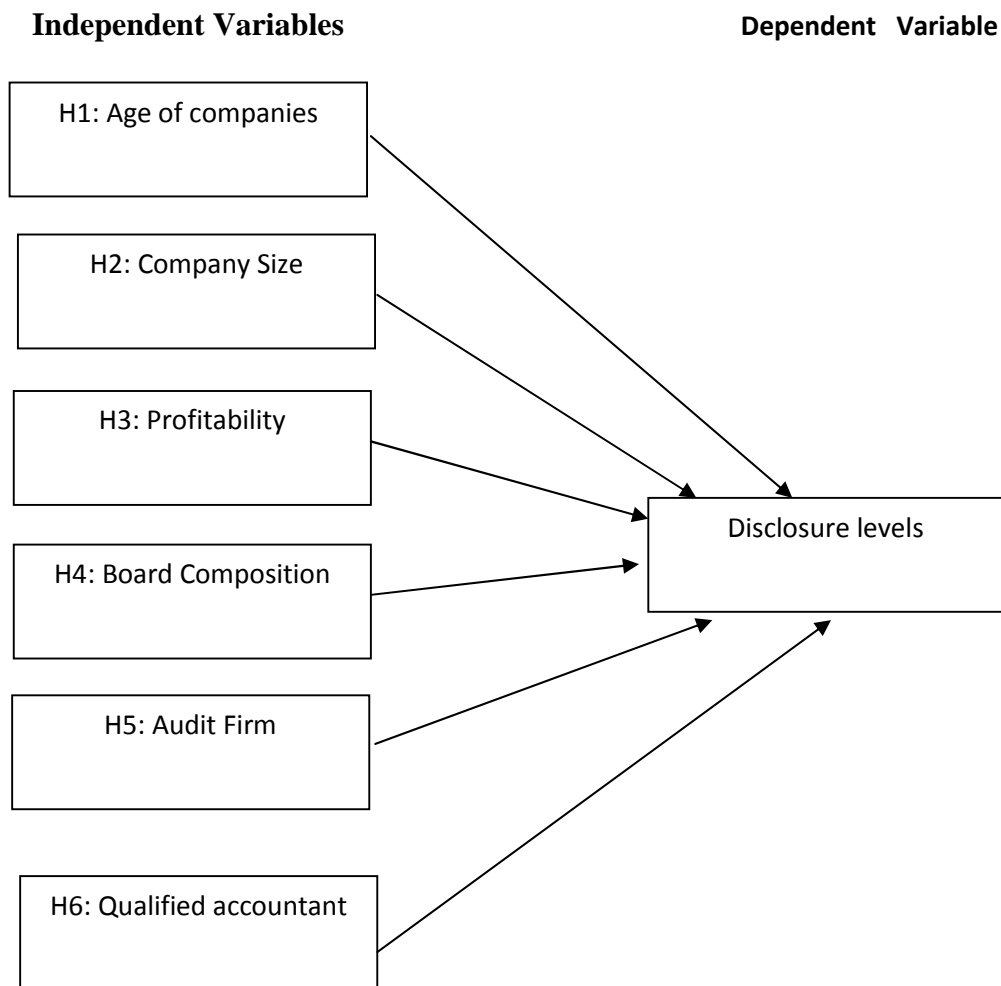 Independent Variables
Dependent Variable
H1: Age of companies
H2: Company Size
H3: Profitability
H4: Board Composition
H5: Audit Firm
H6: Qualified accountant
Disclosure levels